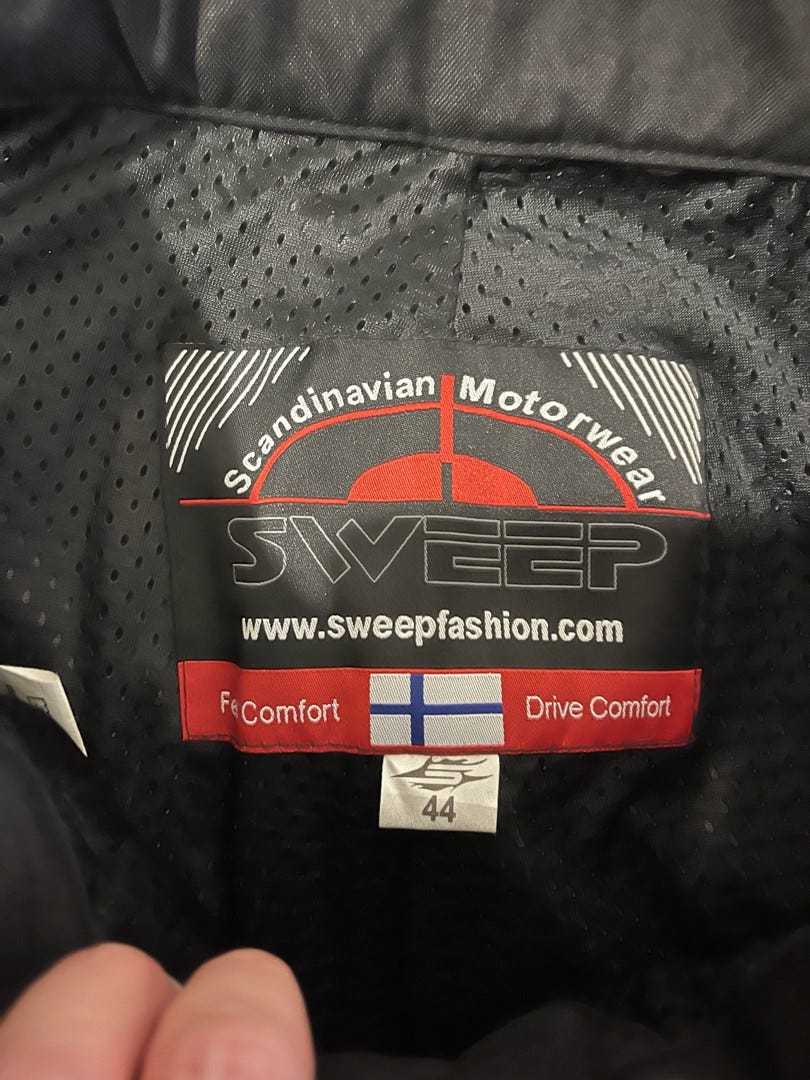 Scandinavian Motorwear
SWEEP
www.sweepfashion.com
Comfort Drive Comfort
S
44